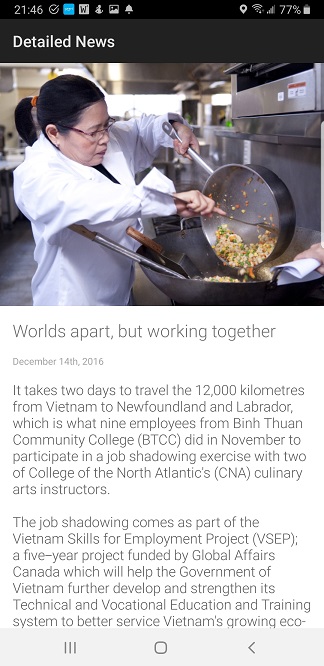 21:46
77%
Detailed News
Worlds apart, but working together
December 14th, 2016
It takes two days to travel the 12,000 kilometres
from Vietnam to Newfoundland and Labrador,
which is what nine employees from Binh Thuan
Community College (BTCC) did in November to
participate in a job shadowing exercise with two
of College of the North Atlantic's (CNA) culinary
arts instructors.
The job shadowing comes as part of the
Vietnam Skills for Employment Project (VSEP);
a five–year project funded by Global Affairs
Canada which will help the Government of
Vietnam further develop and strengthen its
Technical and Vocational Education and Training
system to better service Vietnam's growing eco-